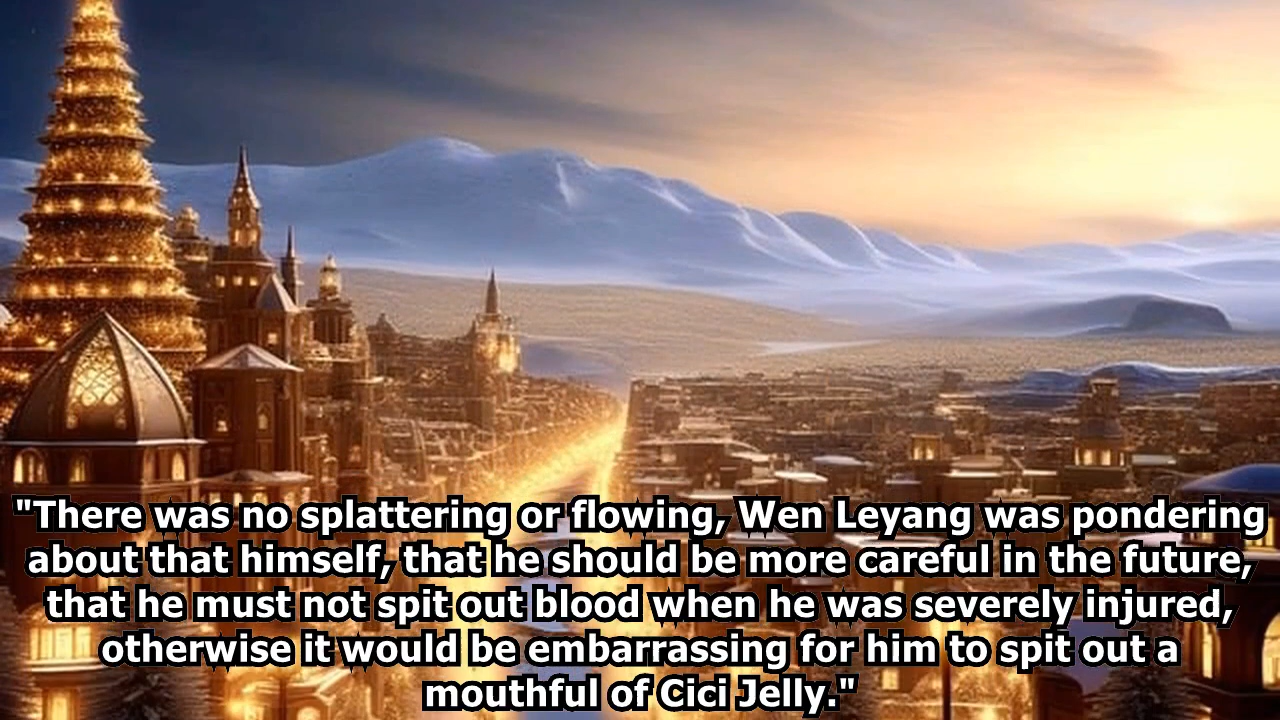 "There was no splattering or flowing, Wen Leyang was pondering
about that himself, that he should be more careful in the future,
that he must not spit out blood when he was severely injured,
otherwise it would be embarrassing for him to spit out a
mouthful of Cici Jelly."